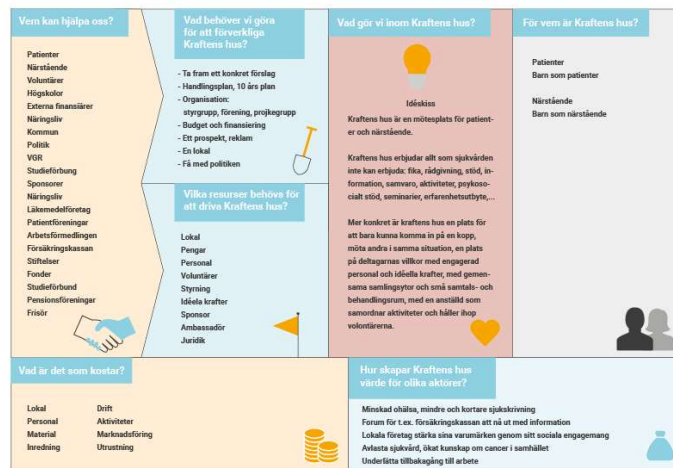 Vem kan hjälpa oss?
Patienter
Närstående
Voluntärer
Högskolor
Externa finansiärer
Näringsliv
Kommun
Politik
VGR
Studieförbung
Sponsorer
Näringsliv
Läkemedelföretag
Patientföreningar
Arbetsförmedlingen
Försäkringskassan
Stiftelser
Fonder
Studieförbund
Pensionsföreningar
Frisör
Vad behöver vi göra
för att förverkliga
Kraftens hus?
- Ta fram ett konkret förslag
- Handlingsplan, 10 års plan
- Organisation:
styrgrupp, förening, projkegrupp
- Budget och finansiering
- Ett prospekt, reklam
- En lokal
- Få med politiken
Vilka resurser behövs för
att driva Kraftens hus?
Lokal
Pengar
Personal
Voluntärer
Styrning
Idéela krafter
Sponsor
Ambassadör
Juridik
Vad gör vi inom Kraftens hus?
Idéskiss
Kraftens hus är en mötesplats för patient-
er och närstående.
Kraftens hus erbjudar allt som sjukvården
inte kan erbjuda: fika, rådgivning, stöd, in-
formation, samvaro, aktiviteter, psykoso-
cialt stöd, seminarier, erfarenhetsutbyte,...
Mer konkret är kraftens hus en plats för
att bara kunna komma in på en kopp,
möta andra i samma situation, en plats
på deltagarnas villkor med engagerad
personal och idéella krafter, med gemen-
sama samlingsytor och små samtals- och
behandlingsrum, med en anställd som
samordnar aktiviteter och håller ihop
volontärerna.
För vem är Kraftens hus?
Patienter
Barn som patienter
Närstående
Barn som närstående
Vad är det som kostar?
Lokal
Personal
Material
Inredning
Drift
Aktiviteter
Marknadsföring
Utrustning
Hur skapar Kraftens hus
värde för olika aktörer?
Minskad ohälsa, mindre och kortare sjukskrivning
Forum för t.ex. försäkringskassan att nå ut med information
Lokala företag stärka sina varumärken genom sitt sociala engagemang
Avlasta sjukvård, ökat kunskap om cancer i samhället
Underlätta tillbakagång till arbete